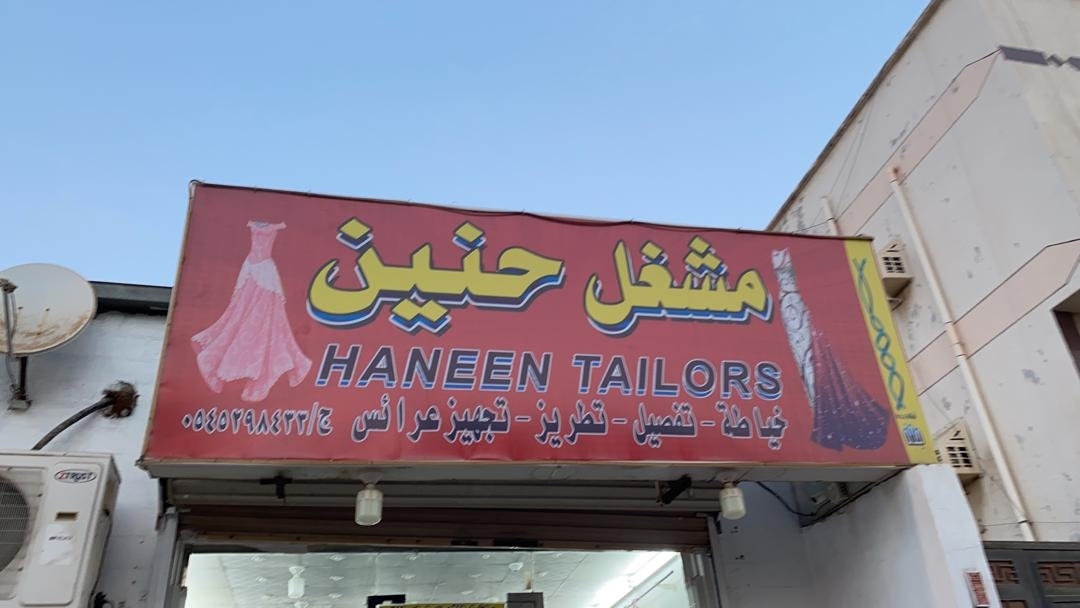 مشغل حنين
HANEEN TAILORS
خياطة - تفصيل - تطريز - تجهيز عرائس ج/٠٥٤٥٢٩٨٤٣٣
ZTRUST